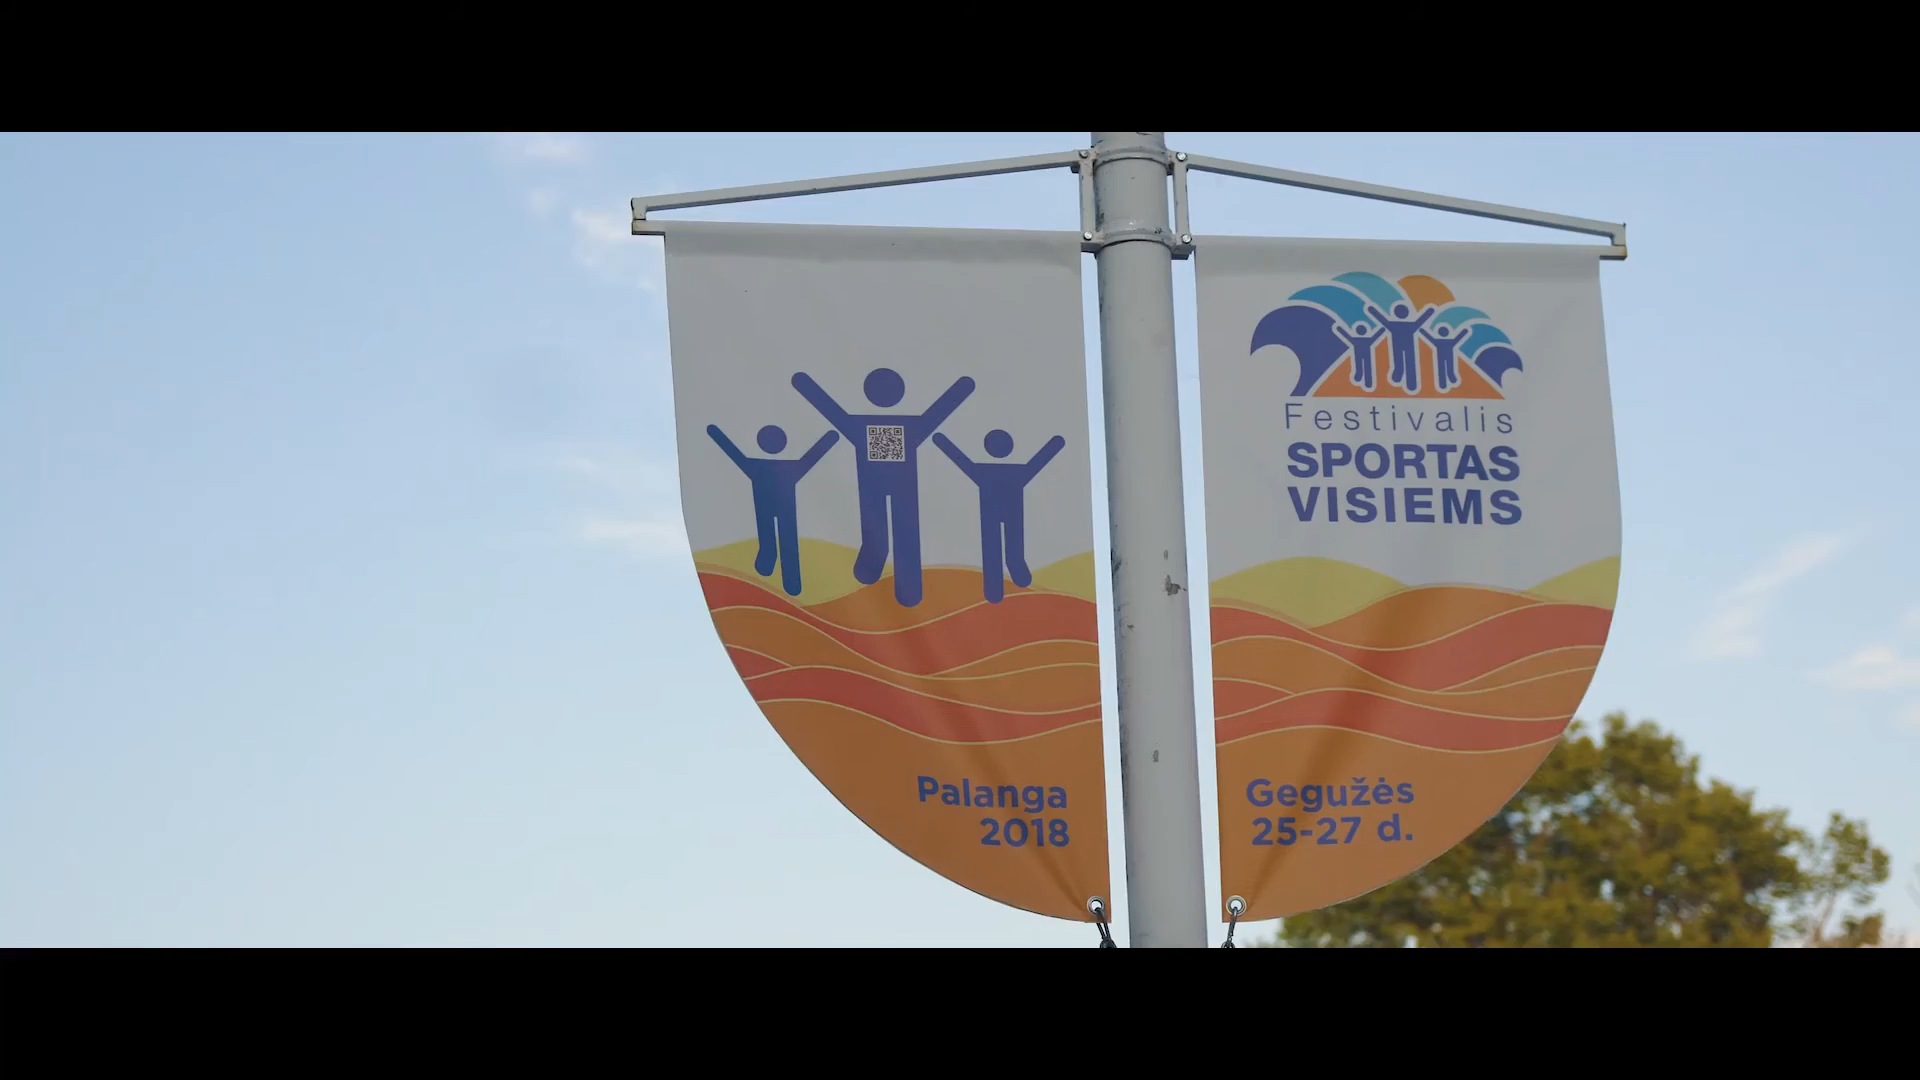 Festivalis
SPORTAS
VISIEMS
Palanga
2018
Gegužės
25-27 d.